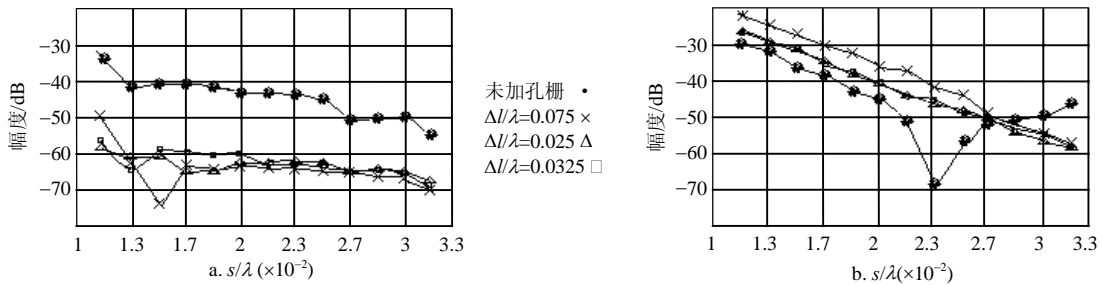 幅度/dB
−30
−40
−50
−60
−70
1 1.3 1.7 2 2.3 2.7 3 3.3
a. s/λ (×10⁻²)
未加孔栅 •
Δl/λ=0.075 ×
Δl/λ=0.025 Δ
Δl/λ=0.0325 □
幅度/dB
−30
−40
−50
−60
−70
1 1.3 1.7 2 2.3 2.7 3 3.3
b. s/λ(×10⁻²)